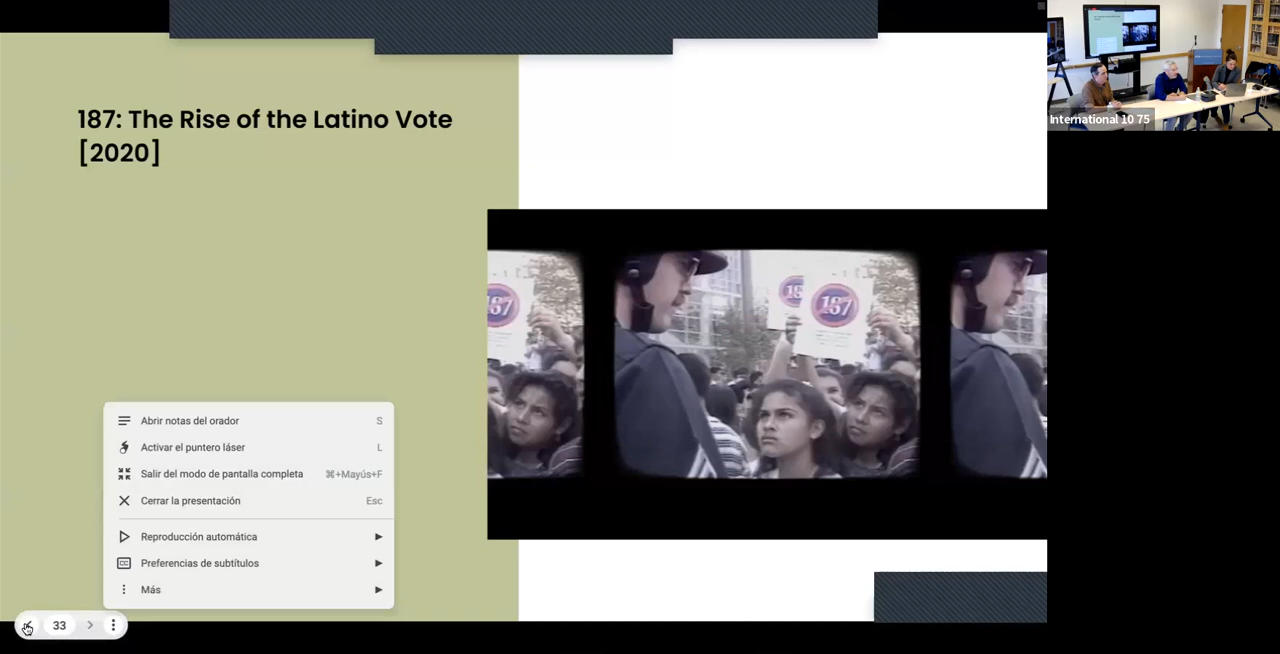 187: The Rise of the Latino Vote
[2020]
International 10 75
187
18
187
Abrir notas del orador S
Activar el puntero láser L
Salir del modo de pantalla completa ⌘+Mayús+F
Cerrar la presentación Esc
Reproducción automática
CC Preferencias de subtítulos
Más
33